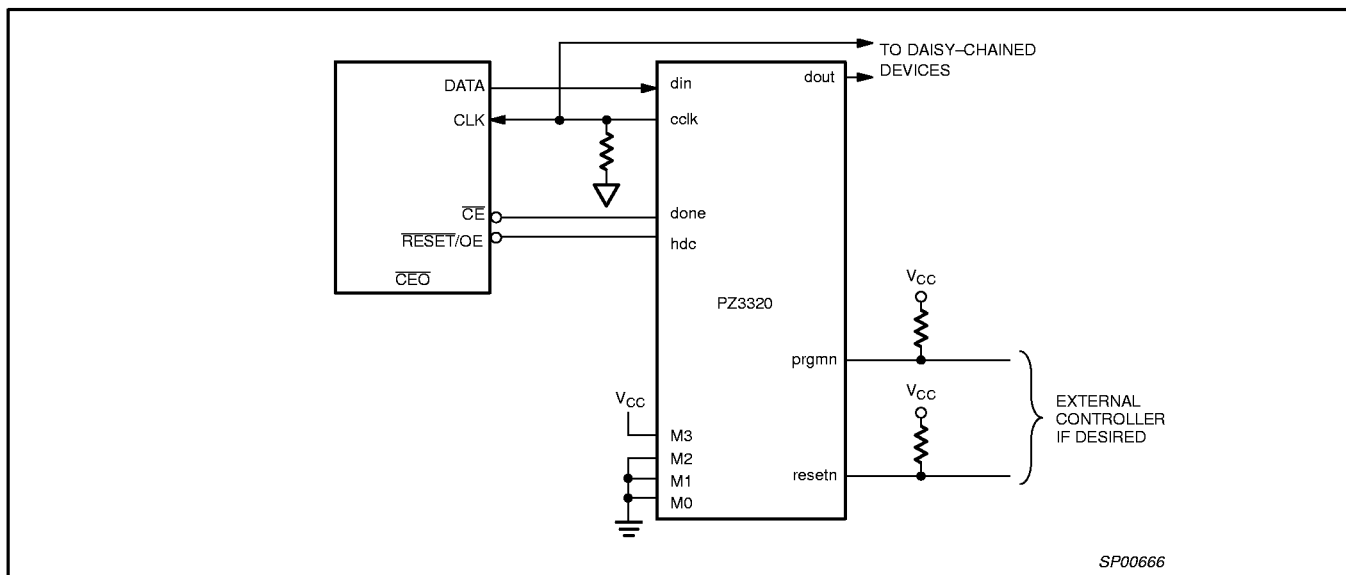 TO DAISY–CHAINED
DEVICES
DATA
CLK
CE
RESET/OE
CEO
din
cclk
done
hdc
dout
PZ3320
VCC
M3
M2
M1
M0
VCC
prgmn
VCC
resetn
EXTERNAL
CONTROLLER
IF DESIRED
SP00666